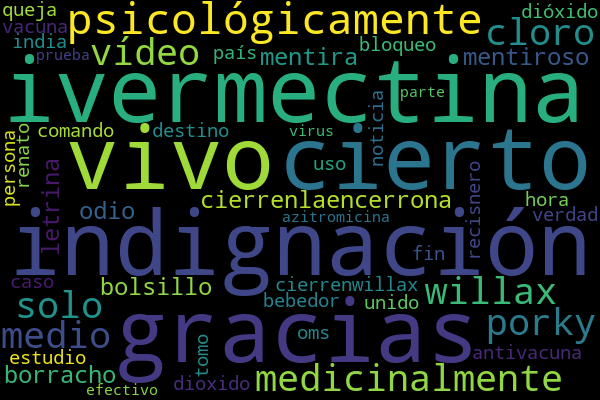 queja
psicológicamente
dióxido
vacuna
cloro
india
vídeo
país
mentira
bloqueo
mentiroso
prueba
ivermectina
parte
persona
renato
comando
destino
virus
noticia
vivo
cierto
letrina
uso
recisnero
cierrenlaencerrona
hora
odio
azitromicina
verdad
indignación
fin
caso
bolsillo
cierrenwillax
willax
solo
bebedor
unido
gracias
medio
oms
porky
estudio
tomo
antivacuna
borracho
dioxido
medicinalmente
efectivo